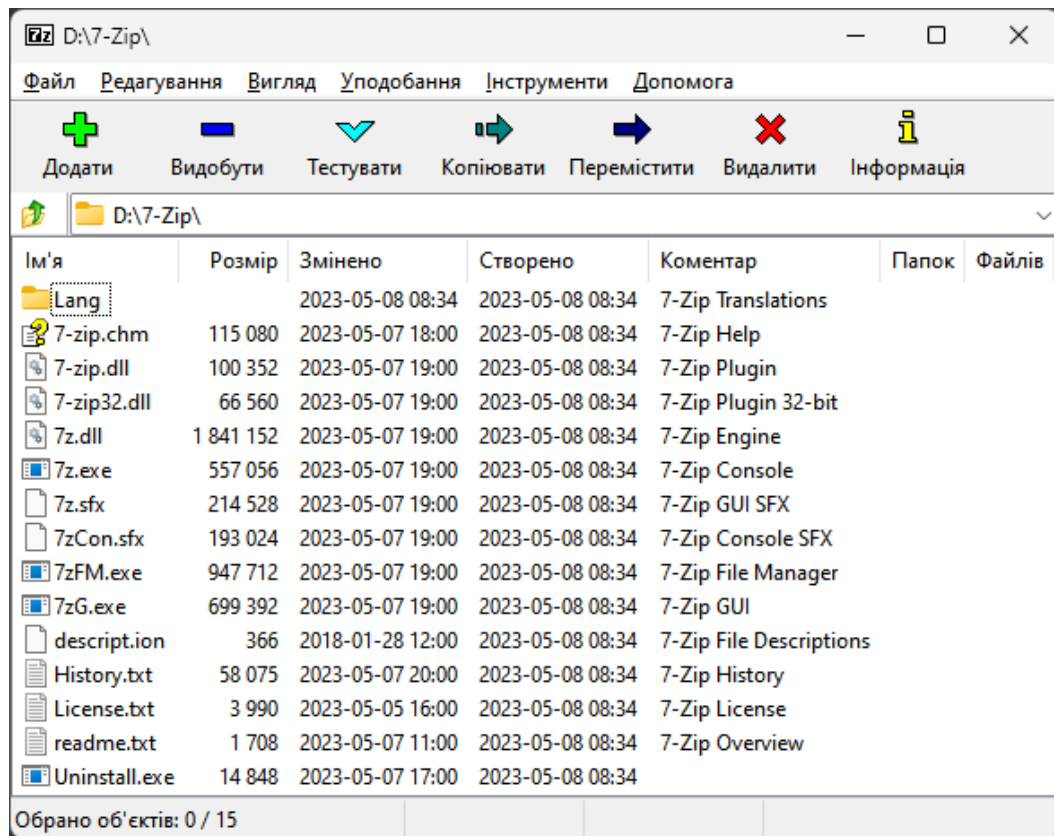 7z D:\7-Zip\
Файл Редагування Вигляд Уподобання Інструменти Допомога
Додати Видобути Тестувати Копіювати Перемістити Видалити Інформація
D:\7-Zip\
Ім'я Розмір Змінено Створено Коментар Папок Файлів
Lang 2023-05-08 08:34 2023-05-08 08:34 7-Zip Translations
7-zip.chm 115 080 2023-05-07 18:00 2023-05-08 08:34 7-Zip Help
7-zip.dll 100 352 2023-05-07 19:00 2023-05-08 08:34 7-Zip Plugin
7-zip32.dll 66 560 2023-05-07 19:00 2023-05-08 08:34 7-Zip Plugin 32-bit
7z.dll 1 841 152 2023-05-07 19:00 2023-05-08 08:34 7-Zip Engine
7z.exe 557 056 2023-05-07 19:00 2023-05-08 08:34 7-Zip Console
7z.sfx 214 528 2023-05-07 19:00 2023-05-08 08:34 7-Zip GUI SFX
7zCon.sfx 193 024 2023-05-07 19:00 2023-05-08 08:34 7-Zip Console SFX
7zFM.exe 947 712 2023-05-07 19:00 2023-05-08 08:34 7-Zip File Manager
7zG.exe 699 392 2023-05-07 19:00 2023-05-08 08:34 7-Zip GUI
descript.ion 366 2018-01-28 12:00 2023-05-08 08:34 7-Zip File Descriptions
History.txt 58 075 2023-05-07 20:00 2023-05-08 08:34 7-Zip History
License.txt 3 990 2023-05-05 16:00 2023-05-08 08:34 7-Zip License
readme.txt 1 708 2023-05-07 11:00 2023-05-08 08:34 7-Zip Overview
Uninstall.exe 14 848 2023-05-07 17:00 2023-05-08 08:34
Обрано об'єктів: 0 / 15